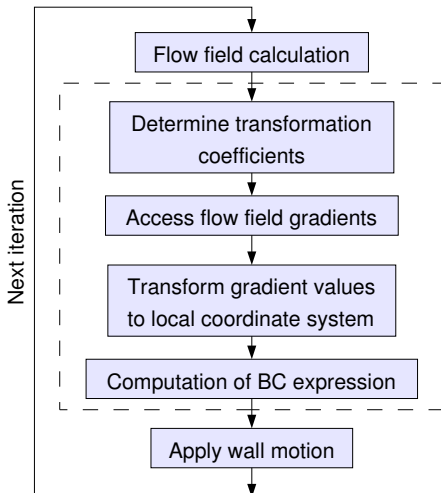 Flow field calculation
Determine transformation
coefficients
Access flow field gradients
Transform gradient values
to local coordinate system
Computation of BC expression
Apply wall motion
Next iteration